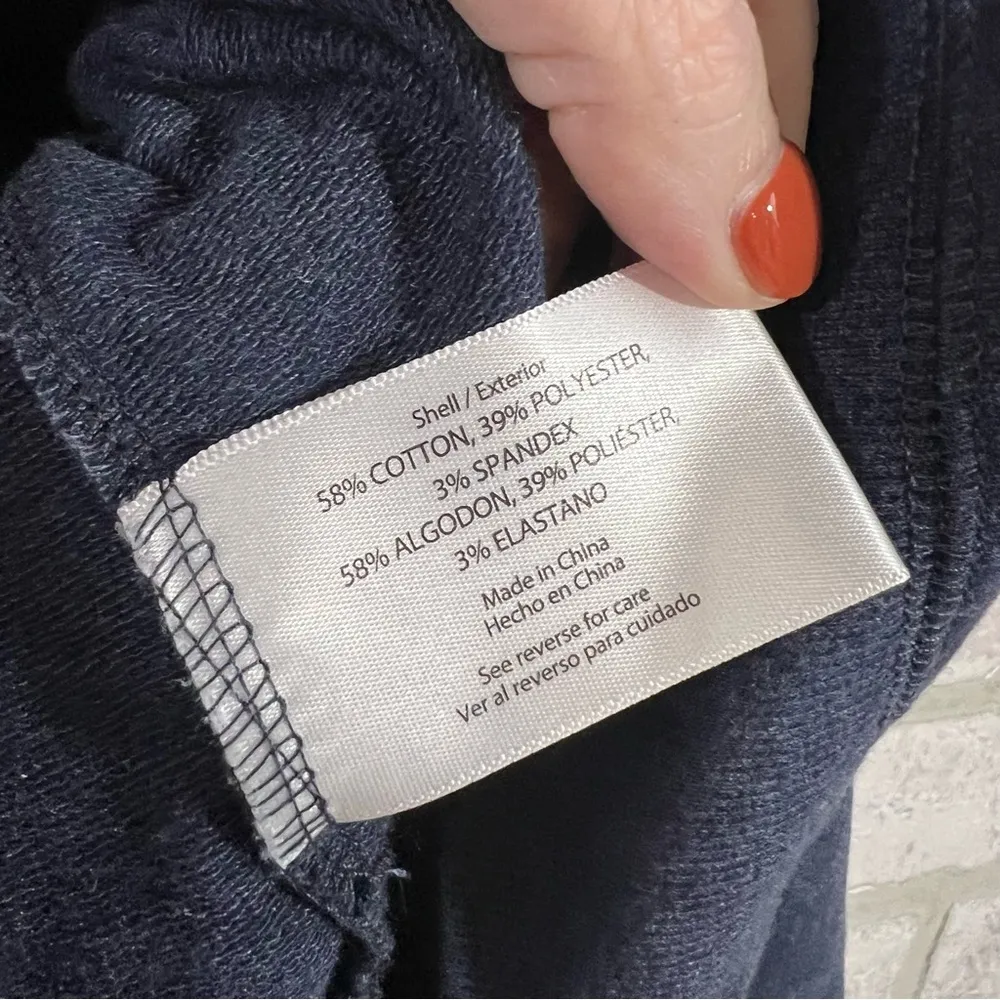 Shell / Exterior
58% COTTON, 39% POLYESTER,
3% SPANDEX
58% ALGODON, 39% POLIÉSTER,
3% ELASTANO
Made in China
Hecho en China
See reverse for care
Ver al reverso para cuidado